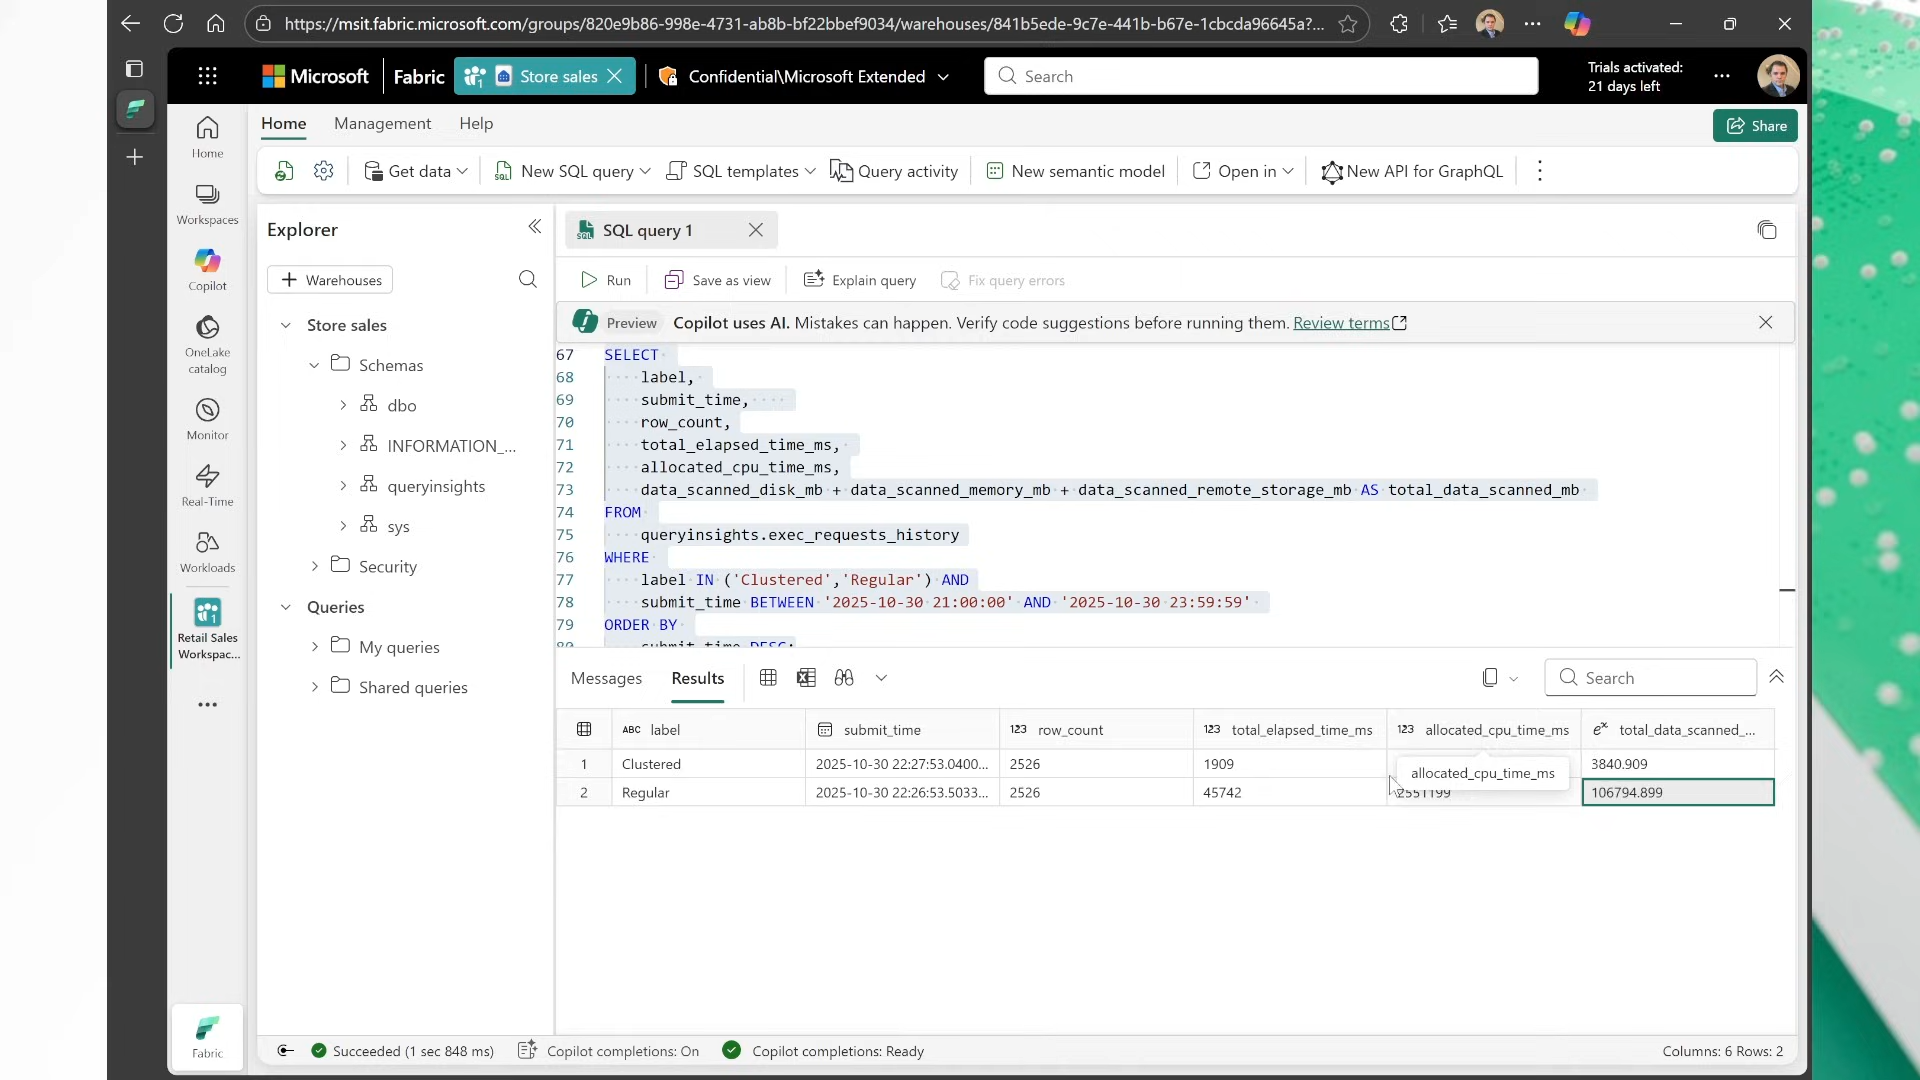 https://msit.fabric.microsoft.com/groups/820e9b86-998e-4731-ab8b-bf22bbef9034/warehouses/841b5ede-9c7e-441b-b67e-1cbcda96645a?...
Microsoft Fabric Store sales Confidential\Microsoft Extended Search Trials activated: 21 days left
Home Management Help Share
Get data New SQL query SQL templates Query activity New semantic model Open in New API for GraphQL
Home
Workspaces
Copilot
OneLake
catalog
Monitor
Real-Time
Workloads
Retail Sales
Workspac...
Fabric
Explorer
Warehouses
Store sales
Schemas
dbo
INFORMATION_...
queryinsights
sys
Security
Queries
My queries
Shared queries
SQL query 1
Run Save as view Explain query Fix query errors
Preview Copilot uses AI. Mistakes can happen. Verify code suggestions before running them. Review terms
67 SELECT
68 label,
69 submit_time,
70 row_count,
71 total_elapsed_time_ms,
72 allocated_cpu_time_ms,
73 data_scanned_disk_mb + data_scanned_memory_mb + data_scanned_remote_storage_mb AS total_data_scanned_mb
74 FROM
75 queryinsights.exec_requests_history
76 WHERE
77 label IN ('Clustered','Regular') AND
78 submit_time BETWEEN '2025-10-30 21:00:00' AND '2025-10-30 23:59:59'
79 ORDER BY
80 submit_time DESC;
Messages Results Search
ABC label submit_time 123 row_count 123 total_elapsed_time_ms 123 allocated_cpu_time_ms total_data_scanned_...
1 Clustered 2025-10-30 22:27:53.0400... 2526 1909 3840.909
allocated_cpu_time_ms
2 Regular 2025-10-30 22:26:53.5033... 2526 45742 2551199 106794.899
Succeeded (1 sec 848 ms) Copilot completions: On Copilot completions: Ready Columns: 6 Rows: 2